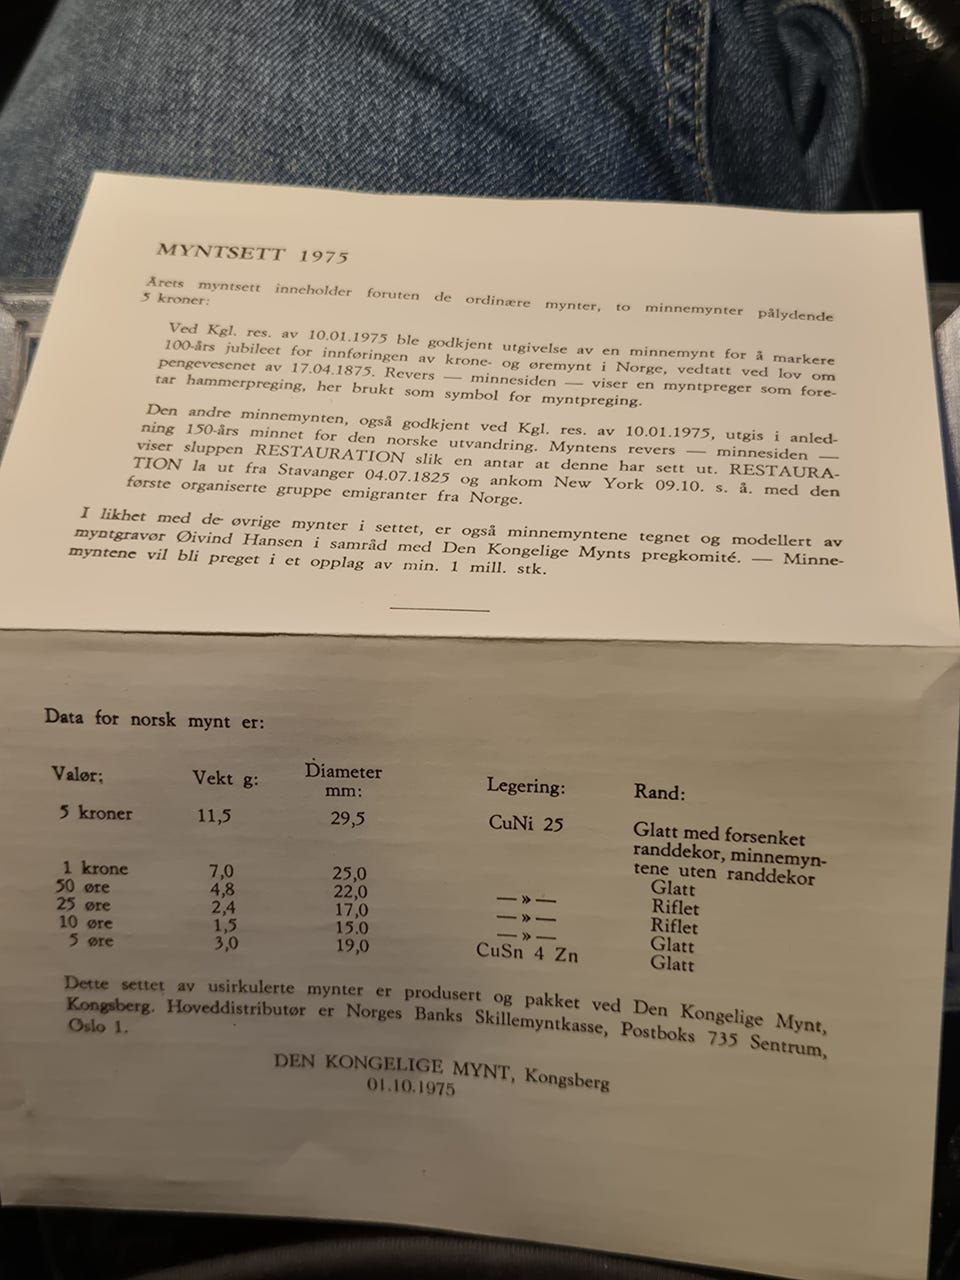 MYNTSETT 1975
Årets myntsett inneholder foruten de ordinære mynter, to minnemynter pålydende
5 kroner:
Ved Kgl. res. av 10.01.1975 ble godkjent utgivelse av en minnemynt for å markere
100-års jubileet for innføringen av krone- og øremynt i Norge, vedtatt ved lov om
pengevesenet av 17.04.1875. Revers — minnesiden — viser en myntpreger som fore-
tar hammerpreging, her brukt som symbol for myntpreging.
Den andre minnemynten, også godkjent ved Kgl. res. av 10.01.1975, utgis i anled-
ning 150-års minnet for den norske utvandring. Myntens revers — minnesiden —
viser sluppen RESTAURATION slik en antar at denne har sett ut. RESTAURA-
TION la ut fra Stavanger 04.07.1825 og ankom New York 09.10. s. å. med den
første organiserte gruppe emigranter fra Norge.
I likhet med de øvrige mynter i settet, er også minnemyntene tegnet og modellert av
myntgravør Øivind Hansen i samråd med Den Kongelige Mynts pregkomité. — Minne-
myntene vil bli preget i et opplag av min. 1 mill. stk.
Data for norsk mynt er:
Valør: Vekt g: Diameter mm: Legering: Rand:
5 kroner 11,5 29,5 CuNi 25 Glatt med forsenket
randdekor, minnemyn-
tene uten randdekor
1 krone 7,0 25,0 —»— Glatt
50 øre 4,8 22,0 —»— Riflet
25 øre 2,4 17,0 —»— Riflet
10 øre 1,5 15.0 Glatt
5 øre 3,0 19,0 CuSn 4 Zn Glatt
Dette settet av usirkulerte mynter er produsert og pakket ved Den Kongelige Mynt,
Kongsberg. Hoveddistributør er Norges Banks Skillemyntkasse, Postboks 735 Sentrum,
Oslo 1.
DEN KONGELIGE MYNT, Kongsberg
01.10.1975